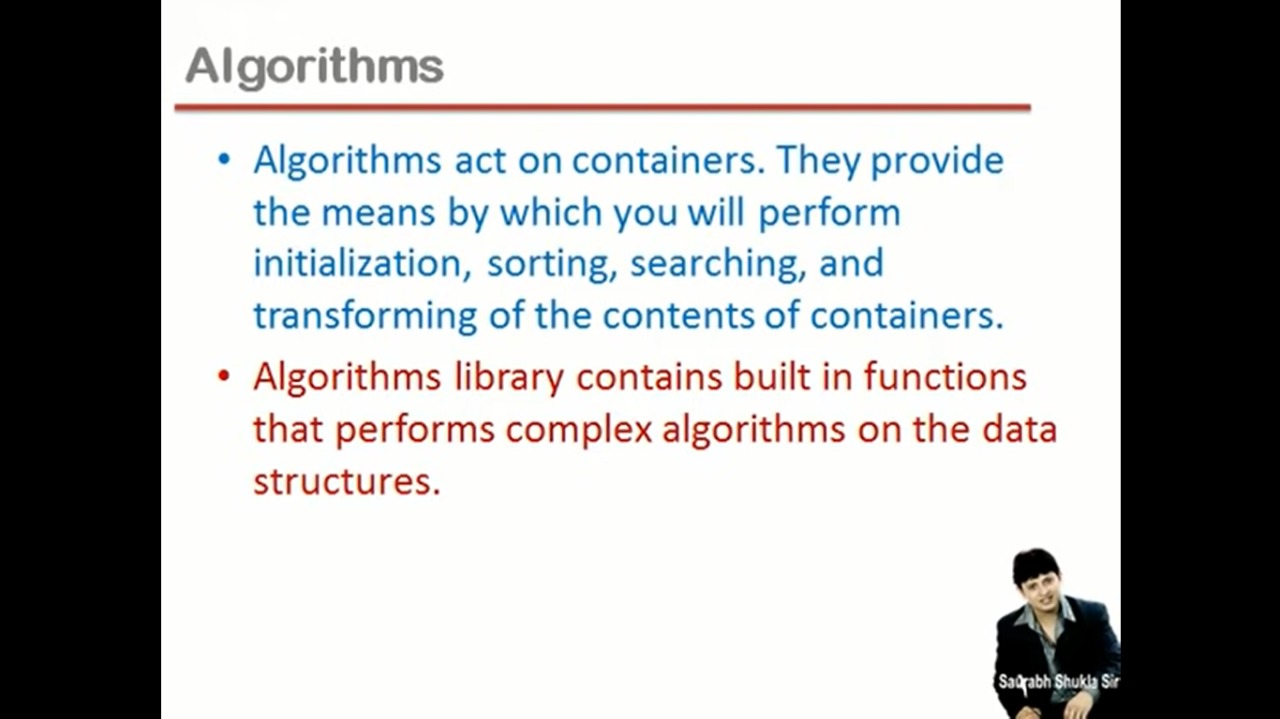 Algorithms
• Algorithms act on containers. They provide
the means by which you will perform
initialization, sorting, searching, and
transforming of the contents of containers.
• Algorithms library contains built in functions
that performs complex algorithms on the data
structures.
Saurabh Shukla Sir